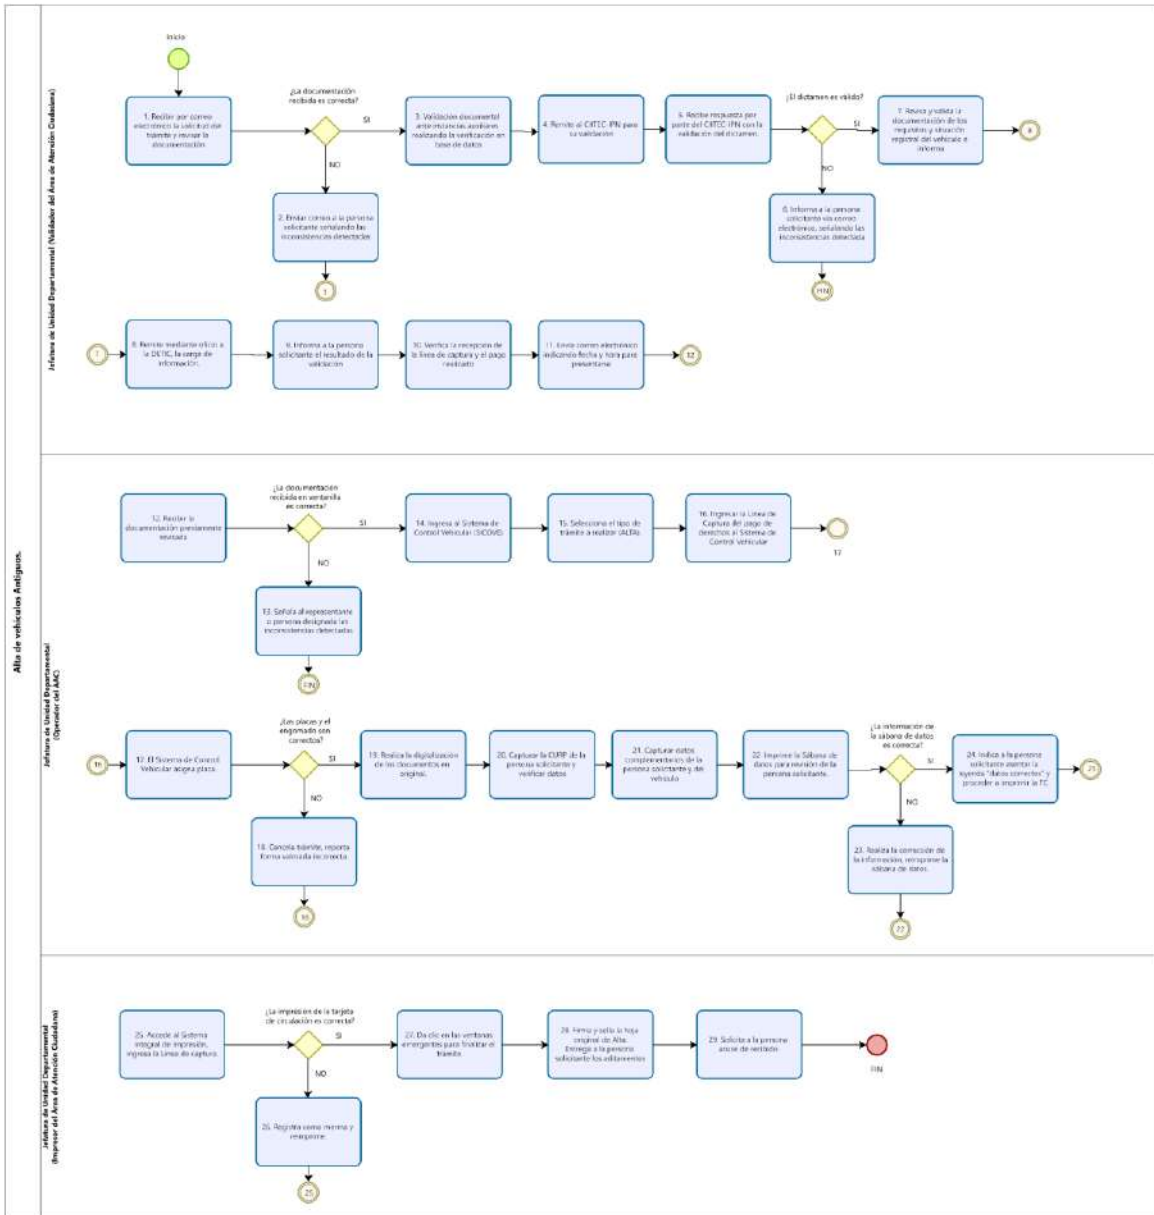 Alta de vehículos Antiguos.
Jefatura de Unidad Departamental (Validador del Área de Atención Ciudadana)
Inicio
1. Recibir por correo
electrónico la solicitud del
trámite y revisar la
documentación
¿La documentación
recibida es correcta?
SI
NO
2. Enviar correo a la persona
solicitante señalando las
inconsistencias detectadas
3. Validación documental
ante instancias auxiliares
realizando la verificación en
base de datos
4. Remite al CIITEC-IPN para
su validación
5. Recibe respuesta por
parte del CIITEC-IPN con la
validación del dictamen.
¿El dictamen es válido?
SI
NO
6. Informa a la persona
solicitante vía correo
electrónico, señalando las
inconsistencias detectada
FIN
7. Revisa y valida la
documentación de los
requisitos y situación
registral del vehículo e
informa
8
1
7
8. Remite mediante oficio a
la DETIC, la carga de
información.
9. Informa a la persona
solicitante el resultado de la
validación
10. Verifica la recepción de
la línea de captura y el pago
realizado
11. Envía correo electrónico
indicando fecha y hora para
presentarse
12
Jefatura de Unidad Departamental
(Operador del AAC)
12. Recibir la
documentación previamente
revisada
¿La documentación
recibida en ventanilla
es correcta?
SI
NO
13. Señala al representante
o persona designada las
inconsistencias detectadas
FIN
14. Ingresa al Sistema de
Control Vehicular (SICOVE)
15. Selecciona el tipo de
trámite a realizar (ALTA)
16. Ingresar la Línea de
Captura del pago de
derechos al Sistema de
Control Vehicular
17
16
17. El Sistema de Control
Vehicular asigna placa.
¿Las placas y el
engomado son
correctos?
SI
NO
18. Cancela trámite, reporta
forma valorada incorrecta
16
19. Realiza la digitalización
de los documentos en
original.
20. Capturar la CURP de la
persona solicitante y
verificar datos
21. Capturar datos
complementarios de la
persona solicitante y del
vehículo
22. Imprime la Sábana de
datos para revisión de la
persona solicitante.
¿La información de
la sábana de datos
es correcta?
SI
NO
23. Realiza la corrección de
la información, reimprime la
sábana de datos.
22
24. Indica a la persona
solicitante asentar la
leyenda "datos correctos" y
proceder a imprimir la TC
25
Jefatura de Unidad Departamental
(Impresor del Área de Atención Ciudadana)
25. Accede al Sistema
integral de impresión,
ingresa la Línea de captura.
¿La impresión de la tarjeta
de circulación es correcta?
SI
NO
26. Registra como merma y
reimprime
25
27. Da clic en las ventanas
emergentes para finalizar el
trámite
28. Firma y sella la hoja
original de Alta.
Entrega a la persona
solicitante los aditamentos
29. Solicita a la persona
acuse de recibido
FIN